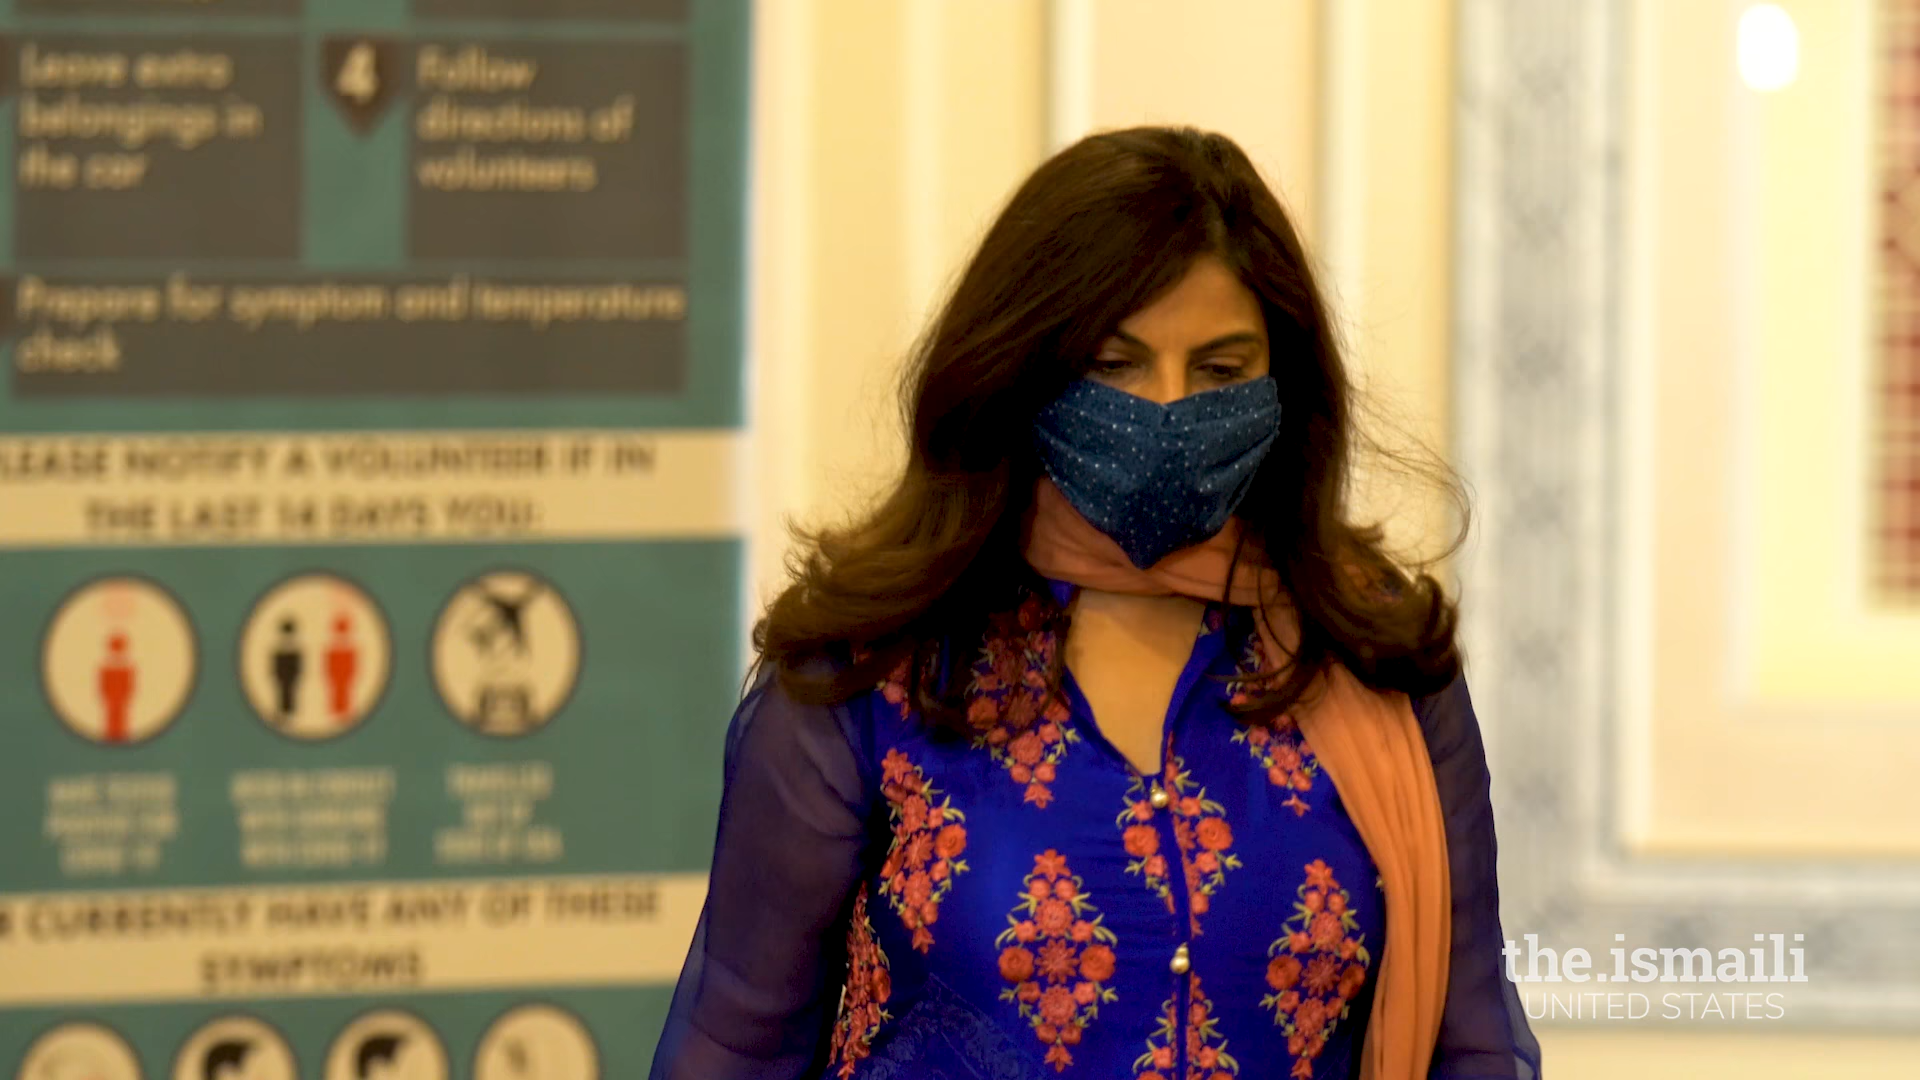 Leave extra
belongings in
the car
4
Follow
directions of
volunteers
Prepare for symptom and temperature
check
LEASE NOTIFY A VOLUNTEER IF IN
THE LAST 14 DAYS YOU:
R CURRENTLY HAVE ANY OF THESE
SYMPTOMS
the.ismaili
UNITED STATES